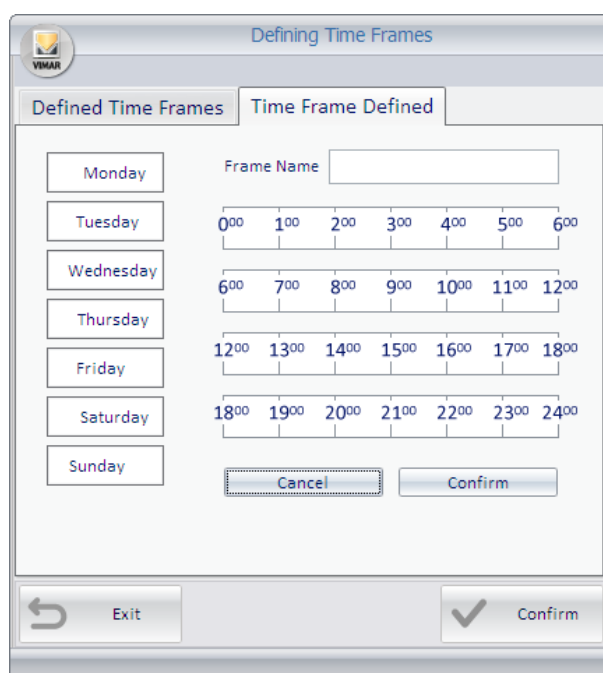 Defining Time Frames
VIMAR
Defined Time Frames Time Frame Defined
Monday
Tuesday
Wednesday
Thursday
Friday
Saturday
Sunday
Frame Name
000 100 200 300 400 500 600
600 700 800 900 1000 1100 1200
1200 1300 1400 1500 1600 1700 1800
1800 1900 2000 2100 2200 2300 2400
Cancel Confirm
Exit Confirm